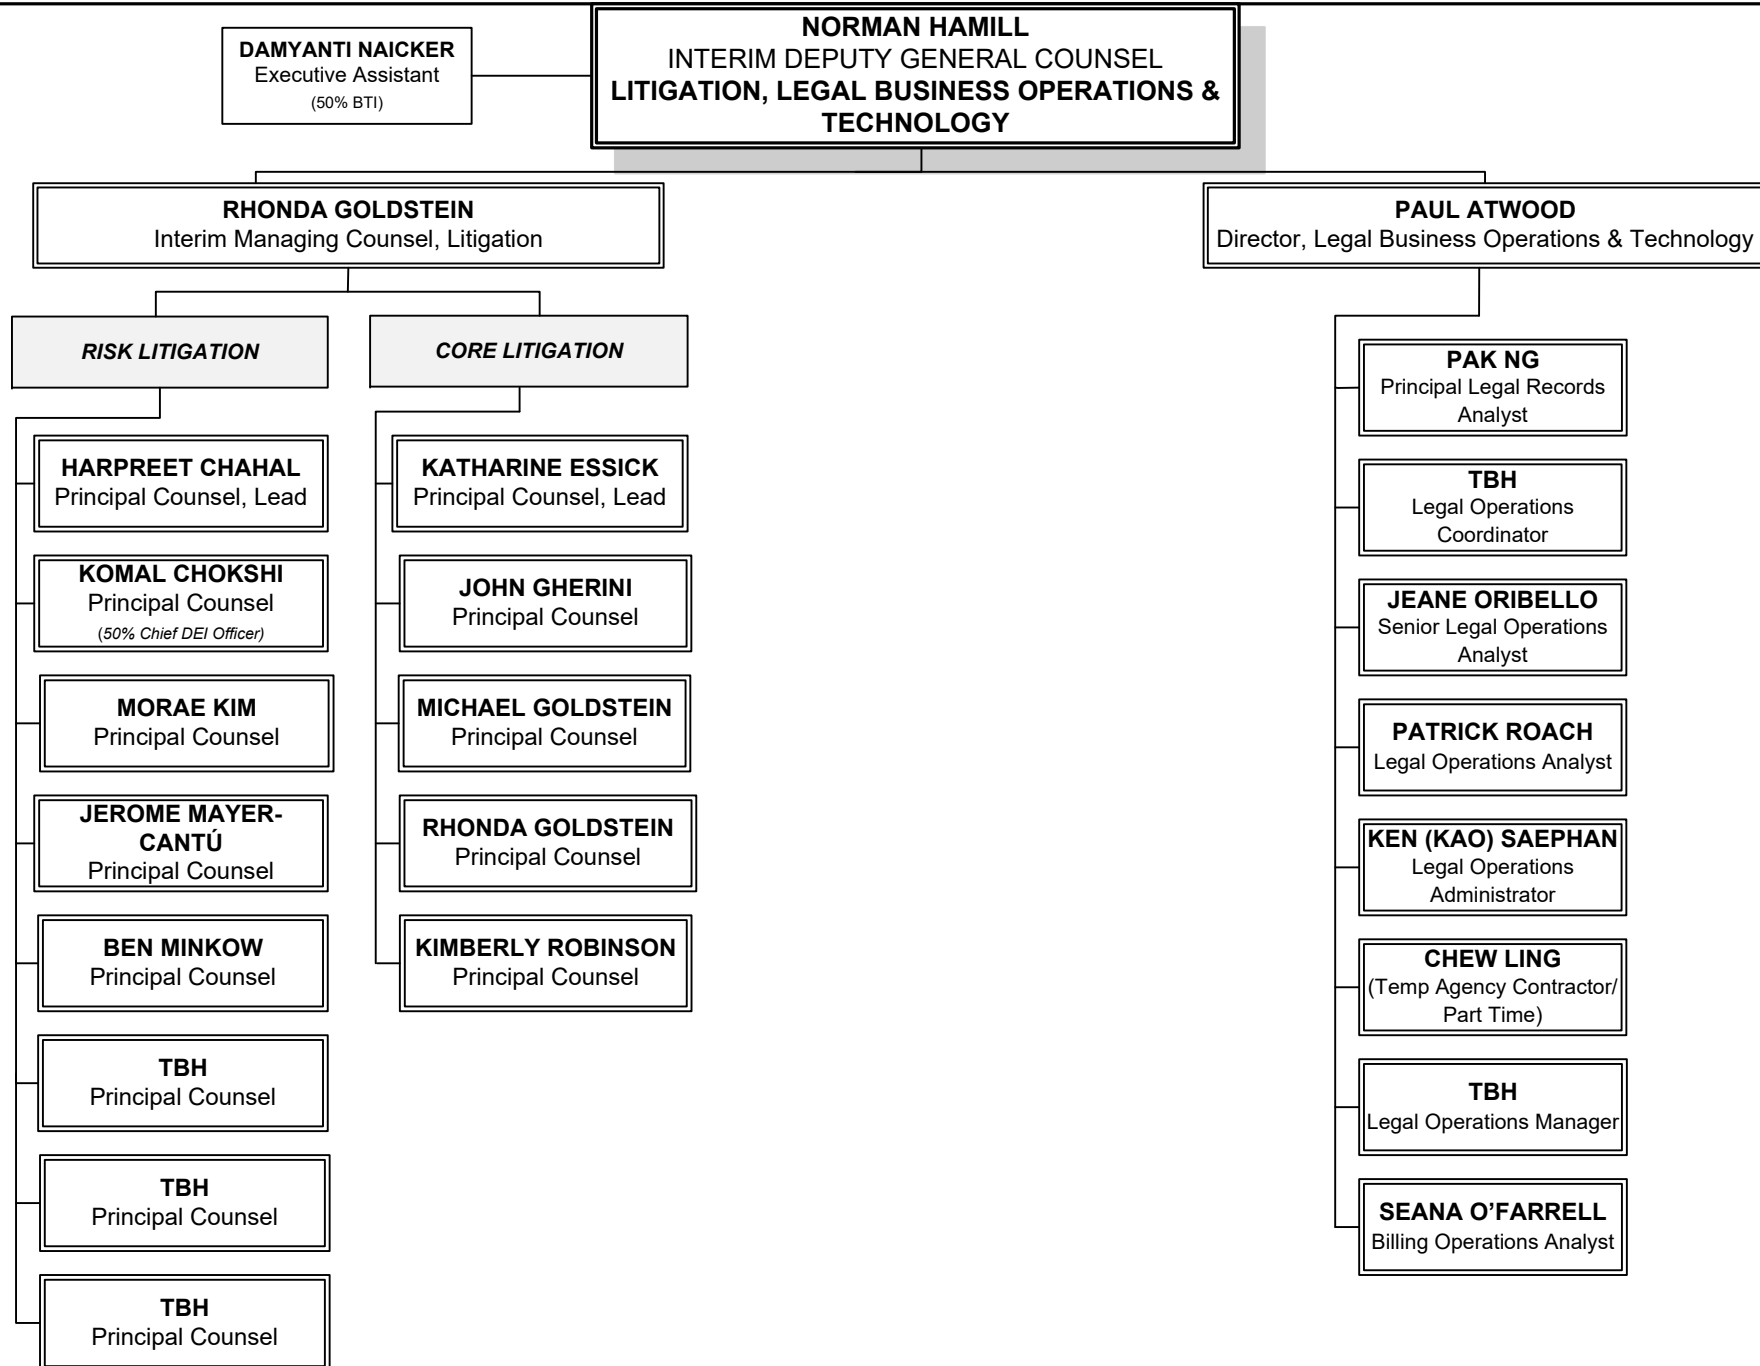 DAMYANTI NAICKER
Executive Assistant
(50% BTI)
NORMAN HAMILL
INTERIM DEPUTY GENERAL COUNSEL
LITIGATION, LEGAL BUSINESS OPERATIONS &
TECHNOLOGY
RHONDA GOLDSTEIN
Interim Managing Counsel, Litigation
PAUL ATWOOD
Director, Legal Business Operations & Technology
RISK LITIGATION
HARPREET CHAHAL
Principal Counsel, Lead
KOMAL CHOKSHI
Principal Counsel
(50% Chief DEI Officer)
MORAE KIM
Principal Counsel
JEROME MAYER-
CANTÚ
Principal Counsel
BEN MINKOW
Principal Counsel
TBH
Principal Counsel
TBH
Principal Counsel
TBH
Principal Counsel
CORE LITIGATION
KATHARINE ESSICK
Principal Counsel, Lead
JOHN GHERINI
Principal Counsel
MICHAEL GOLDSTEIN
Principal Counsel
RHONDA GOLDSTEIN
Principal Counsel
KIMBERLY ROBINSON
Principal Counsel
PAK NG
Principal Legal Records
Analyst
TBH
Legal Operations
Coordinator
JEANE ORIBELLO
Senior Legal Operations
Analyst
PATRICK ROACH
Legal Operations Analyst
KEN (KAO) SAEPHAN
Legal Operations
Administrator
CHEW LING
(Temp Agency Contractor/
Part Time)
TBH
Legal Operations Manager
SEANA O’FARRELL
Billing Operations Analyst